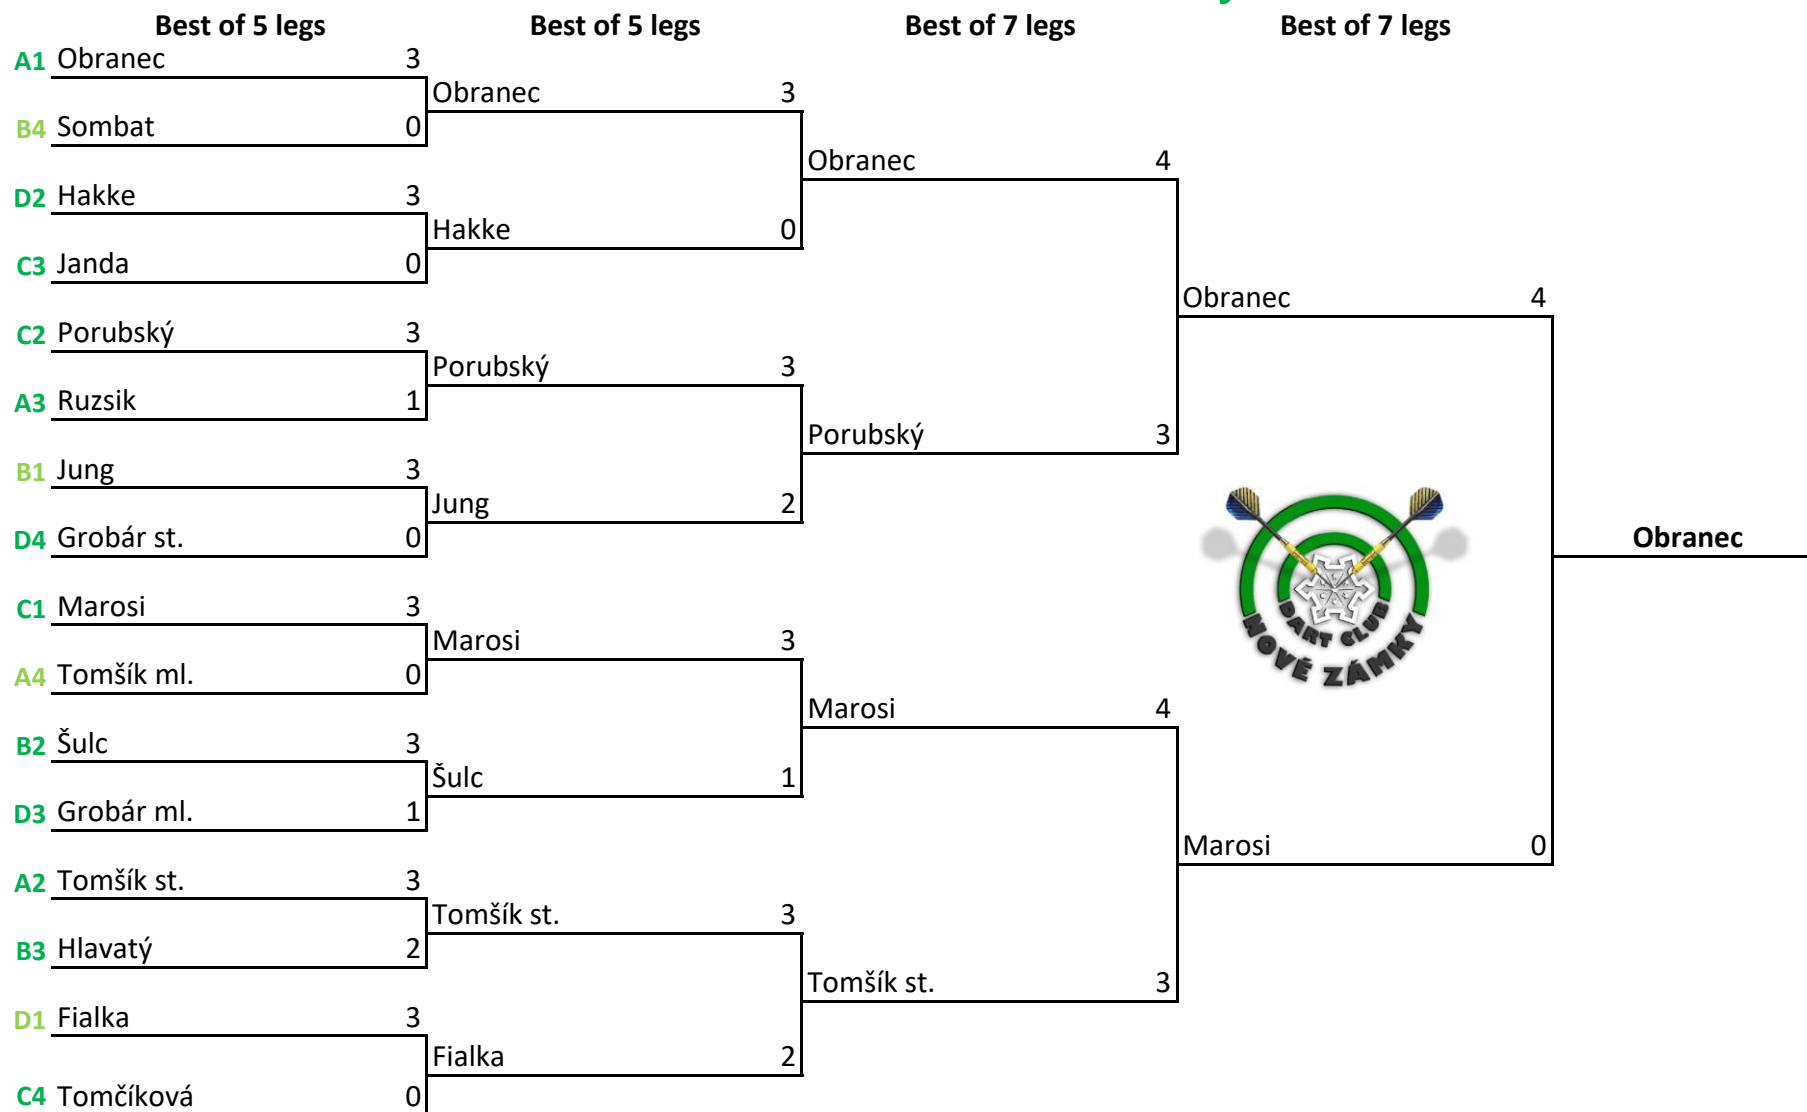 Best of 5 legs Best of 5 legs Best of 7 legs Best of 7 legs
A1 Obranec 3
Obranec 3
B4 Sombat 0
Obranec 4
D2 Hakke 3
Hakke 0
C3 Janda 0
Obranec 4
C2 Porubský 3
Porubský 3
A3 Ruzsik 1
Porubský 3
B1 Jung 3
Jung 2
D4 Grobár st. 0
Obranec
C1 Marosi 3
DART CLUB
NOVÉ ZÁMKY
Marosi 3
A4 Tomšík ml. 0
Marosi 4
B2 Šulc 3
Šulc 1
D3 Grobár ml. 1
Marosi 0
A2 Tomšík st. 3
Tomšík st. 3
B3 Hlavatý 2
Tomšík st. 3
D1 Fialka 3
Fialka 2
C4 Tomčíková 0